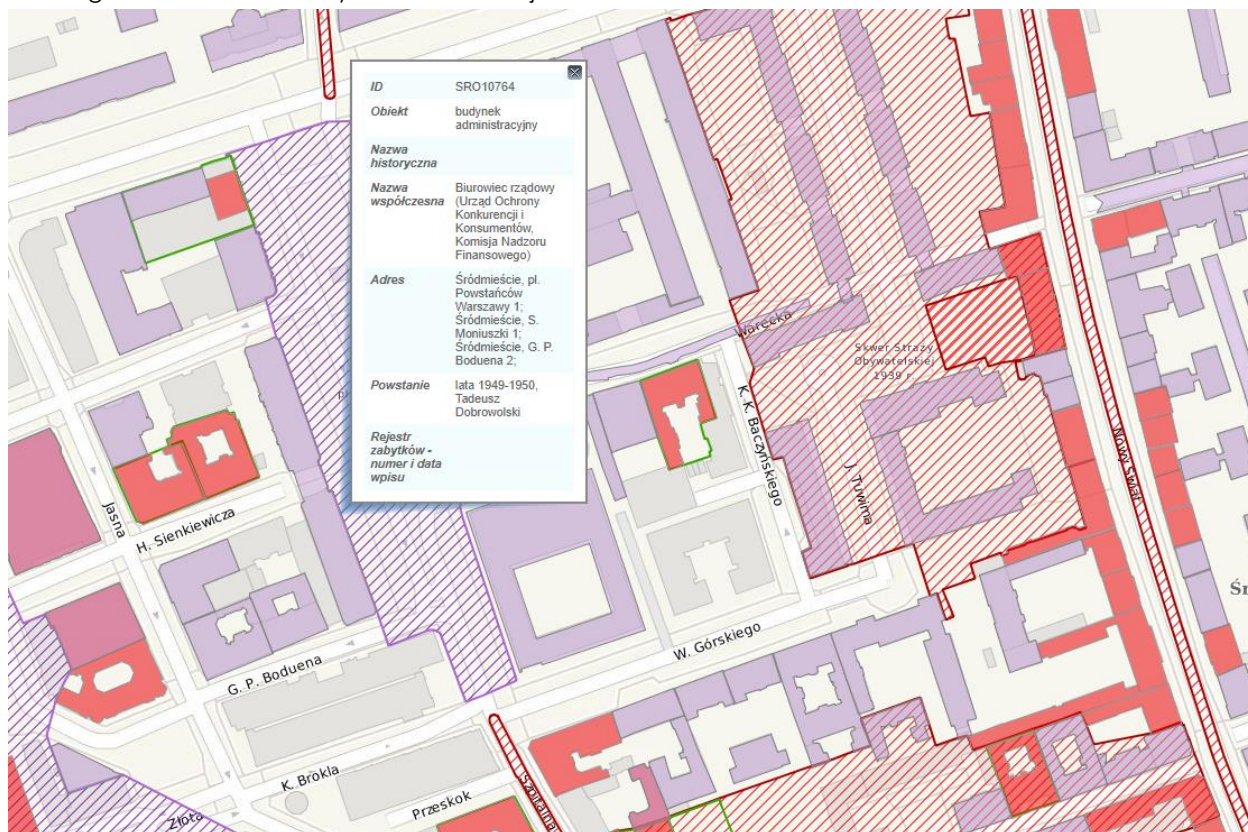 ID SRO10764
Obiekt budynek
administracyjny
Nazwa
historyczna
Nazwa Biurowiec rządowy
współczesna (Urząd Ochrony
Konkurencji i
Konsumentów,
Komisja Nadzoru
Finansowego)
Adres Śródmieście, pl.
Powstańców
Warszawy 1;
Śródmieście, S.
Moniuszki 1;
Śródmieście, G. P.
Boduena 2;
Powstanie lata 1949-1950,
Tadeusz
Dobrowolski
Rejestr
zabytków -
numer i data
wpisu
Warecka
Skwer Straży
Obywatelskiej
1939 r.
K. K. Baczyńskiego
J. Tuwima
Nowy Świat
Jasna
H. Sienkiewicza
G. P. Boduena
W. Górskiego
K. Brokla
Przeskok
Szpitalna
Złota